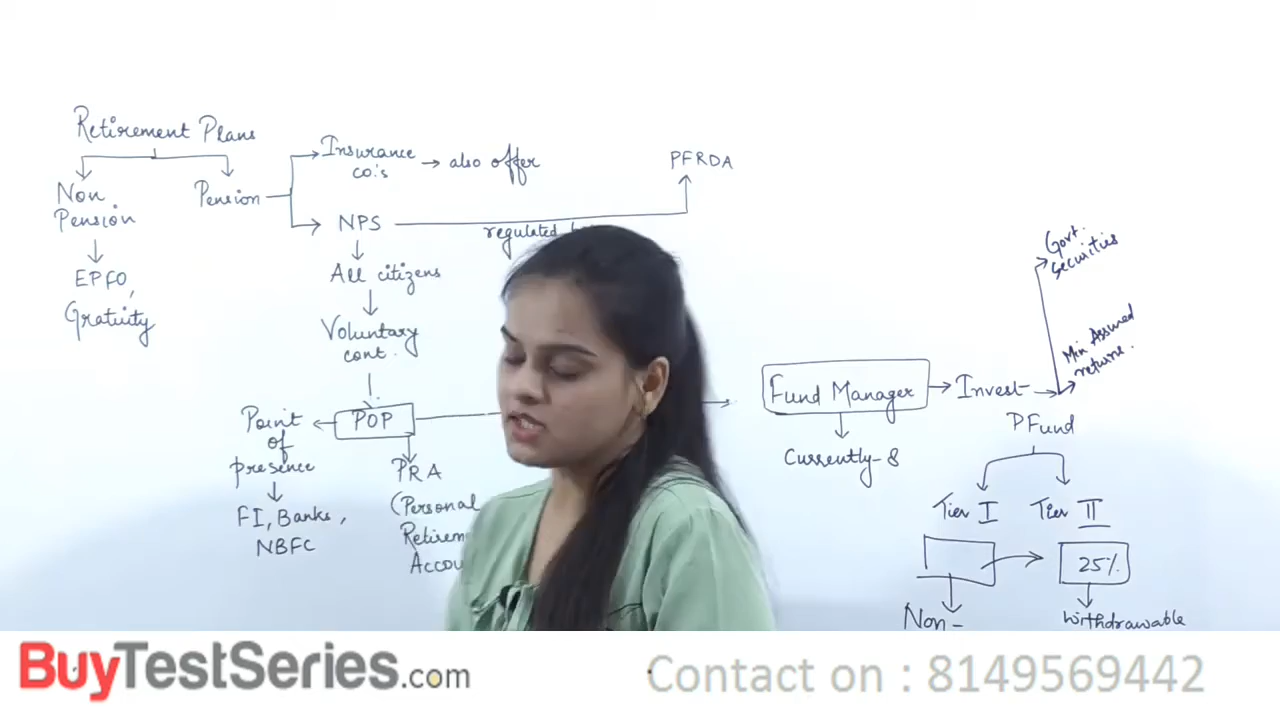 Retirement Plans
Non
Pension
EPFO,
Gratuity
Pension
Insurance
co's
also offer
NPS
regulated
PFRDA
All citizens
Voluntary
cont.
POP
Point
of
presence
FI, Banks,
NBFC
PRA
(Personal
Fund Manager
Currently - 8
Invest
Govt.
securities
Min Assured
returne.
PFund
Tier I
Tier II
25%
Non -
withdrawable
BuyTestSeries.com
Contact on : 8149569442